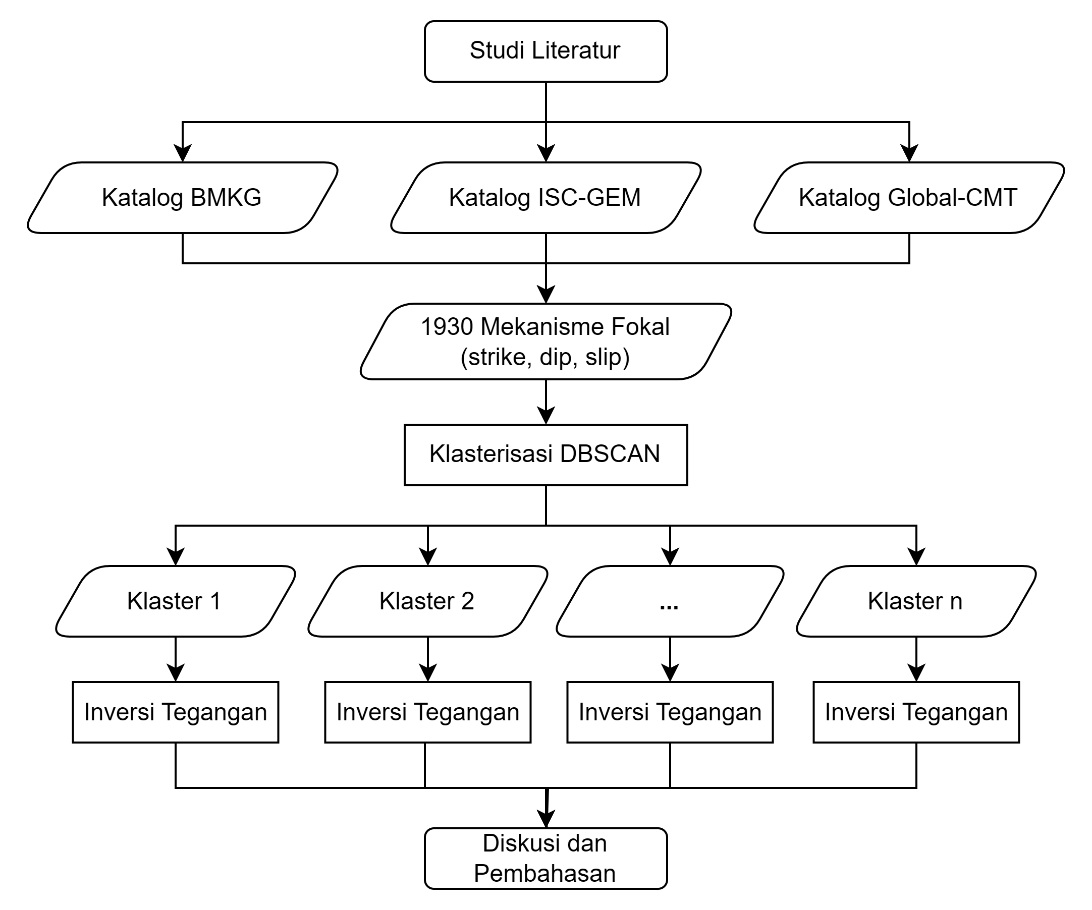 Studi Literatur
Katalog BMKG
Katalog ISC-GEM
Katalog Global-CMT
1930 Mekanisme Fokal
(strike, dip, slip)
Klasterisasi DBSCAN
Klaster 1
Klaster 2
...
Klaster n
Inversi Tegangan
Inversi Tegangan
Inversi Tegangan
Inversi Tegangan
Diskusi dan
Pembahasan